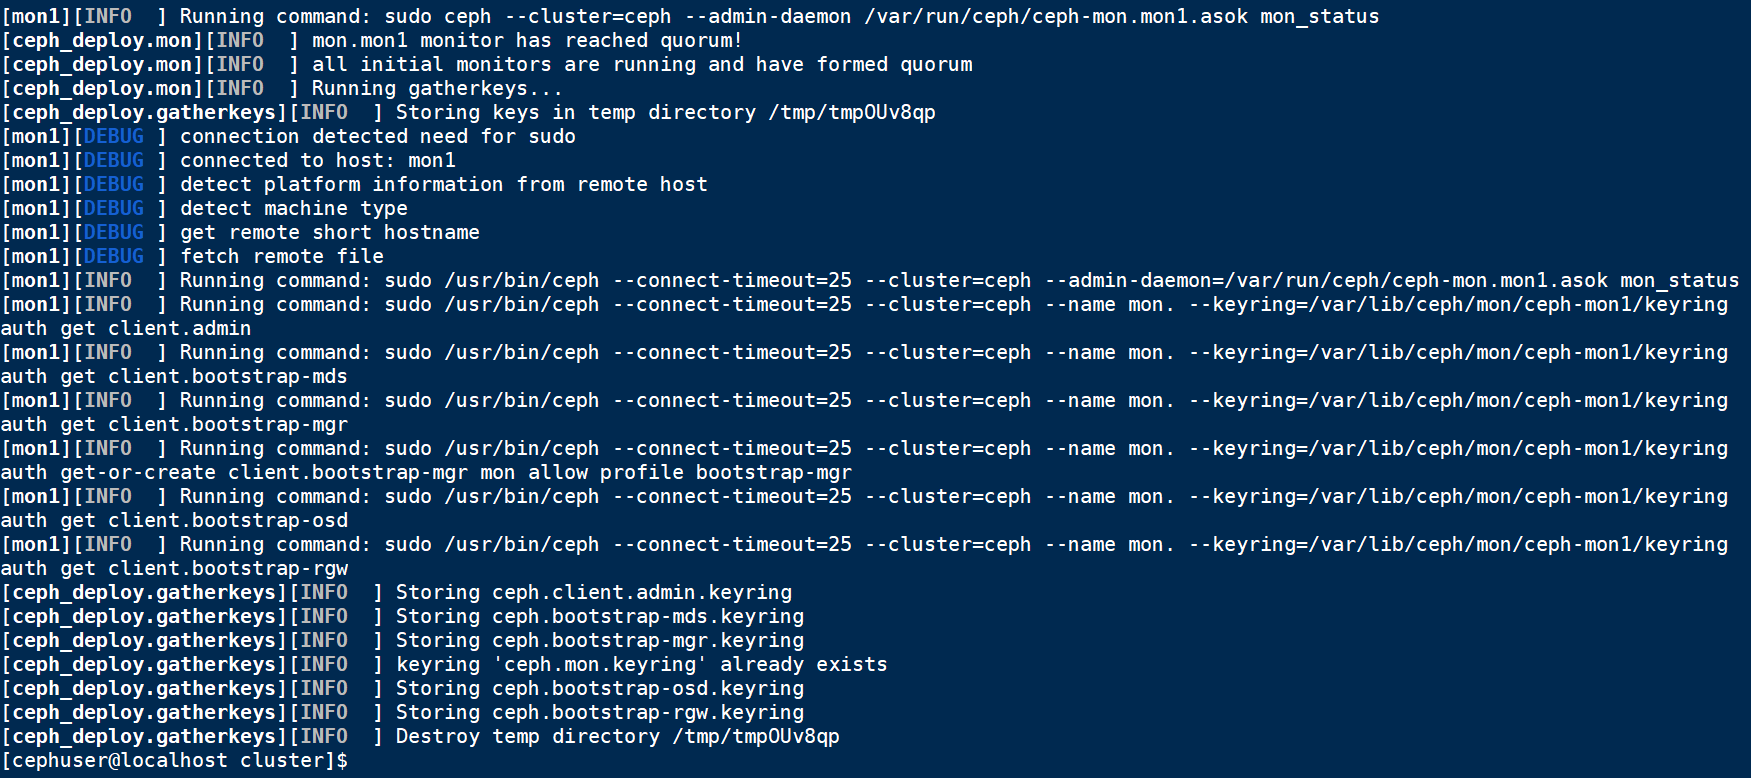 [mon1][INFO  ] Running command: sudo ceph --cluster=ceph --admin-daemon /var/run/ceph/ceph-mon.mon1.asok mon_status
[ceph_deploy.mon][INFO  ] mon.mon1 monitor has reached quorum!
[ceph_deploy.mon][INFO  ] all initial monitors are running and have formed quorum
[ceph_deploy.mon][INFO  ] Running gatherkeys...
[ceph_deploy.gatherkeys][INFO  ] Storing keys in temp directory /tmp/tmpOUv8qp
[mon1][DEBUG ] connection detected need for sudo
[mon1][DEBUG ] connected to host: mon1
[mon1][DEBUG ] detect platform information from remote host
[mon1][DEBUG ] detect machine type
[mon1][DEBUG ] get remote short hostname
[mon1][DEBUG ] fetch remote file
[mon1][INFO  ] Running command: sudo /usr/bin/ceph --connect-timeout=25 --cluster=ceph --admin-daemon=/var/run/ceph/ceph-mon.mon1.asok mon_status
[mon1][INFO  ] Running command: sudo /usr/bin/ceph --connect-timeout=25 --cluster=ceph --name mon. --keyring=/var/lib/ceph/mon/ceph-mon1/keyring
auth get client.admin
[mon1][INFO  ] Running command: sudo /usr/bin/ceph --connect-timeout=25 --cluster=ceph --name mon. --keyring=/var/lib/ceph/mon/ceph-mon1/keyring
auth get client.bootstrap-mds
[mon1][INFO  ] Running command: sudo /usr/bin/ceph --connect-timeout=25 --cluster=ceph --name mon. --keyring=/var/lib/ceph/mon/ceph-mon1/keyring
auth get client.bootstrap-mgr
[mon1][INFO  ] Running command: sudo /usr/bin/ceph --connect-timeout=25 --cluster=ceph --name mon. --keyring=/var/lib/ceph/mon/ceph-mon1/keyring
auth get-or-create client.bootstrap-mgr mon allow profile bootstrap-mgr
[mon1][INFO  ] Running command: sudo /usr/bin/ceph --connect-timeout=25 --cluster=ceph --name mon. --keyring=/var/lib/ceph/mon/ceph-mon1/keyring
auth get client.bootstrap-osd
[mon1][INFO  ] Running command: sudo /usr/bin/ceph --connect-timeout=25 --cluster=ceph --name mon. --keyring=/var/lib/ceph/mon/ceph-mon1/keyring
auth get client.bootstrap-rgw
[ceph_deploy.gatherkeys][INFO  ] Storing ceph.client.admin.keyring
[ceph_deploy.gatherkeys][INFO  ] Storing ceph.bootstrap-mds.keyring
[ceph_deploy.gatherkeys][INFO  ] Storing ceph.bootstrap-mgr.keyring
[ceph_deploy.gatherkeys][INFO  ] keyring 'ceph.mon.keyring' already exists
[ceph_deploy.gatherkeys][INFO  ] Storing ceph.bootstrap-osd.keyring
[ceph_deploy.gatherkeys][INFO  ] Storing ceph.bootstrap-rgw.keyring
[ceph_deploy.gatherkeys][INFO  ] Destroy temp directory /tmp/tmpOUv8qp
[cephuser@localhost cluster]$